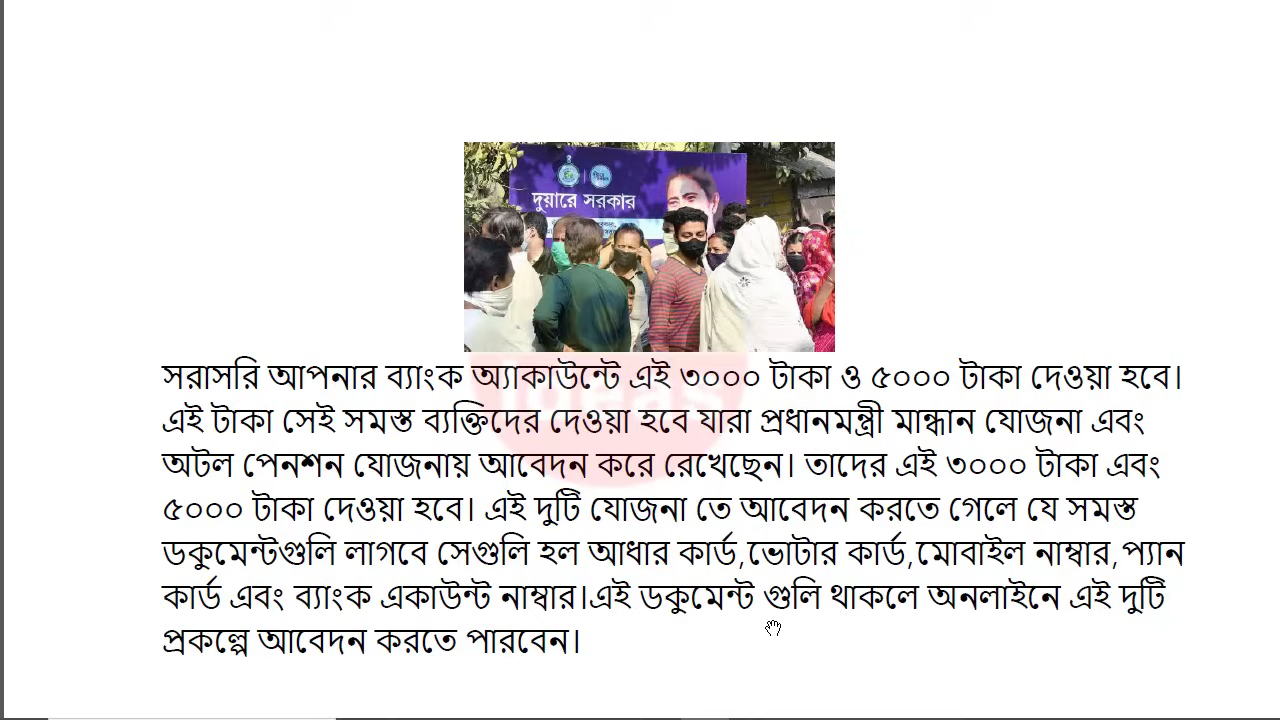 দুয়ারে সরকার
ideas
সরাসরি আপনার ব্যাংক অ্যাকাউন্টে এই ৩০০০ টাকা ও ৫০০০ টাকা দেওয়া হবে।
এই টাকা সেই সমস্ত ব্যক্তিদের দেওয়া হবে যারা প্রধানমন্ত্রী মান্ধান যোজনা এবং
অটল পেনশন যোজনায় আবেদন করে রেখেছেন। তাদের এই ৩০০০ টাকা এবং
৫০০০ টাকা দেওয়া হবে। এই দুটি যোজনা তে আবেদন করতে গেলে যে সমস্ত
ডকুমেন্টগুলি লাগবে সেগুলি হল আধার কার্ড,ভোটার কার্ড,মোবাইল নাম্বার,প্যান
কার্ড এবং ব্যাংক একাউন্ট নাম্বার।এই ডকুমেন্ট গুলি থাকলে অনলাইনে এই দুটি
প্রকল্পে আবেদন করতে পারবেন।